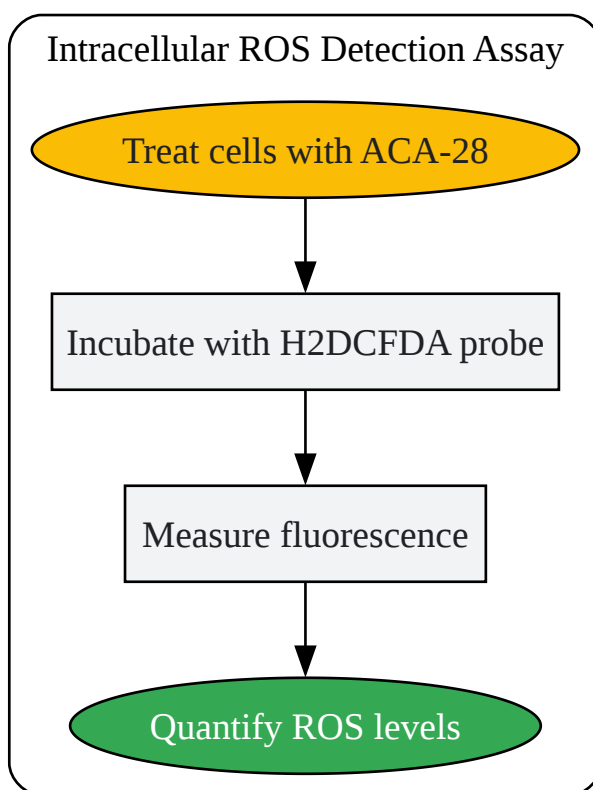 Intracellular ROS Detection Assay
Treat cells with ACA-28
Incubate with H2DCFDA probe
Measure fluorescence
Quantify ROS levels